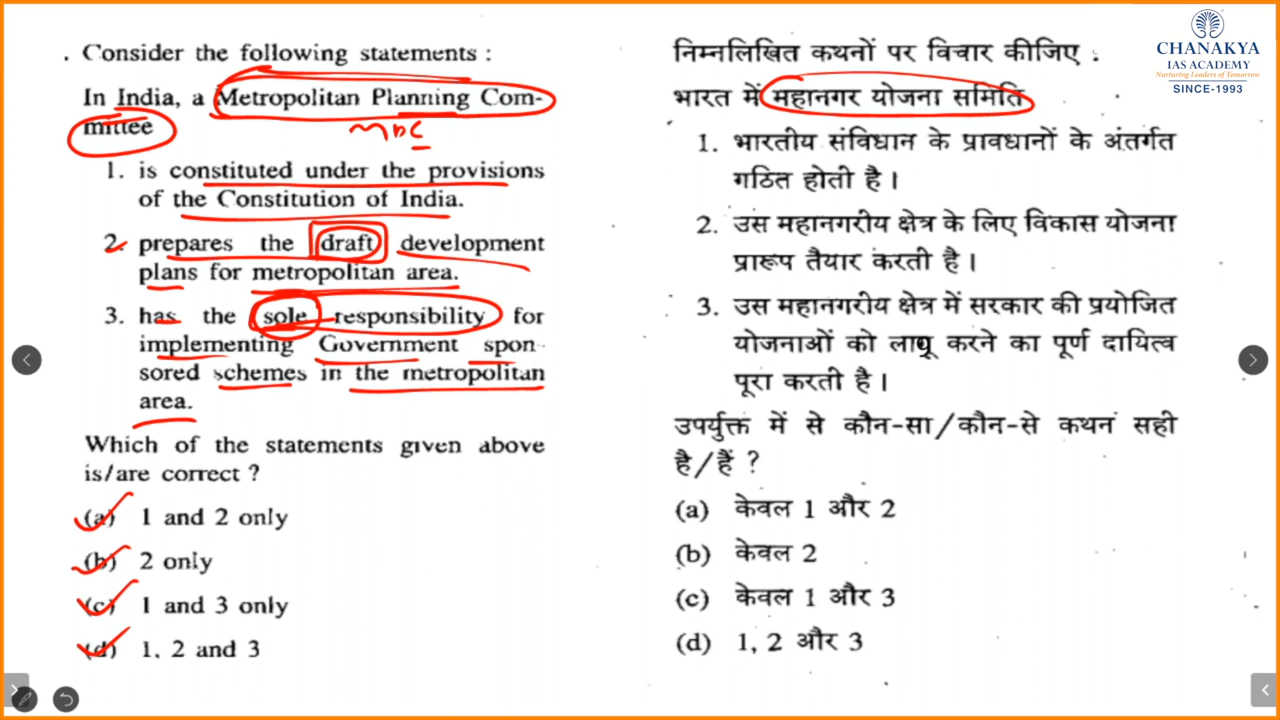 CHANAKYA
IAS ACADEMY
Nurturing Leaders of Tomorrow
SINCE-1993
Consider the following statements :
In India, a Metropolitan Planning Com-
mittee
MPC
1. is constituted under the provisions
of the Constitution of India.
2. prepares the draft development
plans for metropolitan area.
3. has the sole responsibility for
implementing Government spon
sored schemes in the metropolitan
area.
Which of the statements given above
is/are correct ?
(a) 1 and 2 only
(b) 2 only
(c) 1 and 3 only
(d) 1, 2 and 3
निम्नलिखित कथनों पर विचार कीजिए :
भारत में महानगर योजना समिति
1. भारतीय संविधान के प्रावधानों के अंतर्गत
गठित होती है।
2. उस महानगरीय क्षेत्र के लिए विकास योजना
प्रारूप तैयार करती है।
3. उस महानगरीय क्षेत्र में सरकार की प्रयोजित
योजनाओं को लागू करने का पूर्ण दायित्व
पूरा करती है।
उपर्युक्त में से कौन-सा/कौन-से कथन सही
है/हैं ?
(a) केवल 1 और 2
(b) केवल 2
(c) केवल 1 और 3
(d) 1, 2 और 3